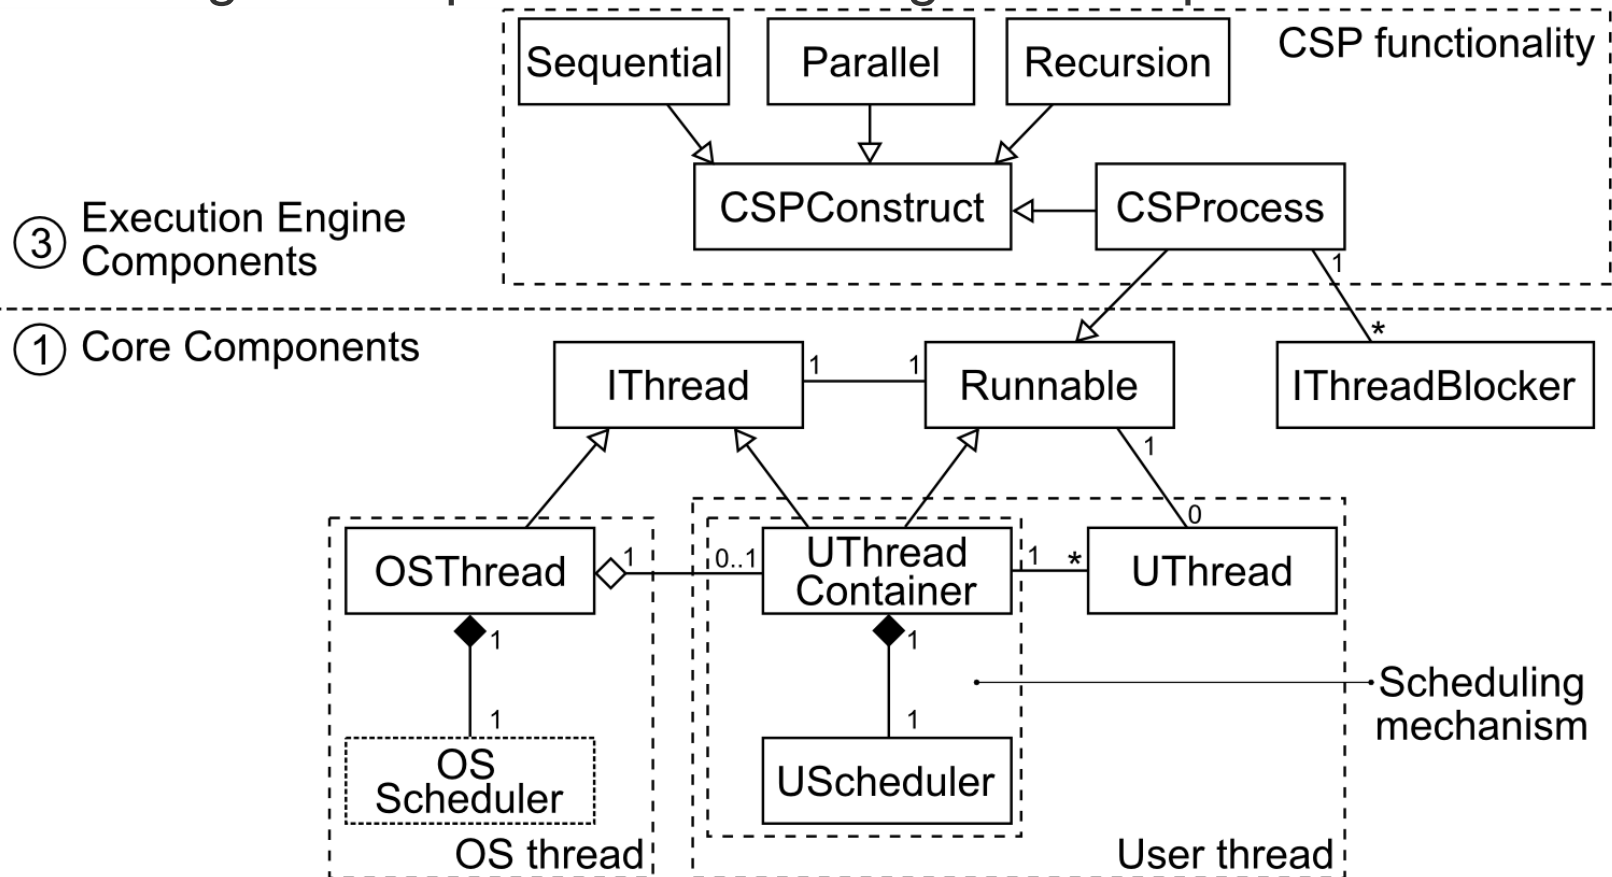 CSP functionality
Sequential
Parallel
Recursion
CSPConstruct
CSProcess
3 Execution Engine
Components
1
*
1 Core Components
IThread
1
1
Runnable
IThreadBlocker
1
0
OSThread
1
0..1
UThread
Container
1
*
UThread
1
1
1
1
OS
Scheduler
UScheduler
Scheduling
mechanism
OS thread
User thread